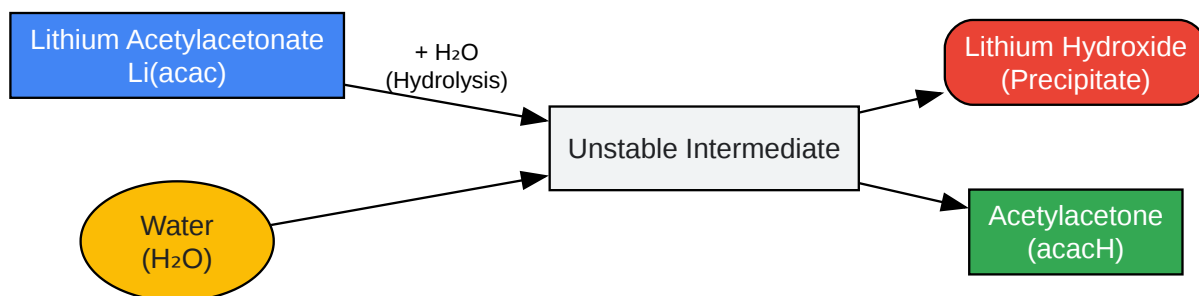 Lithium Acetylacetonate
Li(acac)
+ H₂O
(Hydrolysis)
Lithium Hydroxide
(Precipitate)
Unstable Intermediate
Water
(H₂O)
Acetylacetone
(acacH)